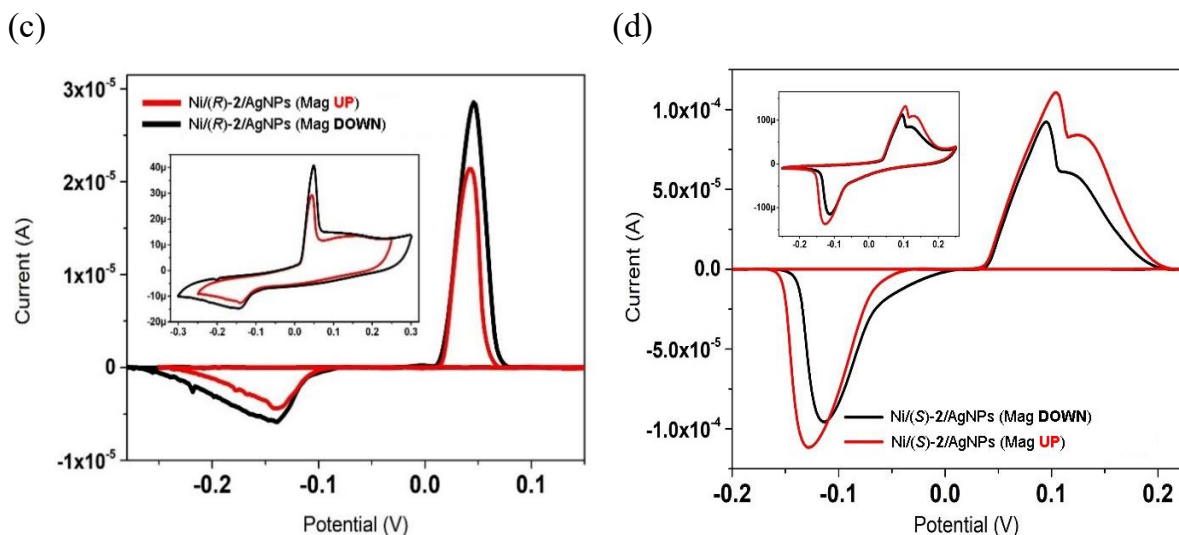 (c)
3x10⁻⁵
2x10⁻⁵
1x10⁻⁵
0
-1x10⁻⁵
Current (A)
Ni/(R)-2/AgNPs (Mag UP)
Ni/(R)-2/AgNPs (Mag DOWN)
40µ
30µ
20µ
10µ
0
-10µ
-20µ
-0.3 -0.2 -0.1 0.0 0.1 0.2 0.3
-0.2 -0.1 0.0 0.1
Potential (V)
(d)
1.0x10⁻⁴
5.0x10⁻⁵
0.0
-5.0x10⁻⁵
-1.0x10⁻⁴
Current (A)
100µ
0
-100µ
-0.2 -0.1 0.0 0.1 0.2
Ni/(S)-2/AgNPs (Mag DOWN)
Ni/(S)-2/AgNPs (Mag UP)
-0.2 -0.1 0.0 0.1 0.2
Potential (V)